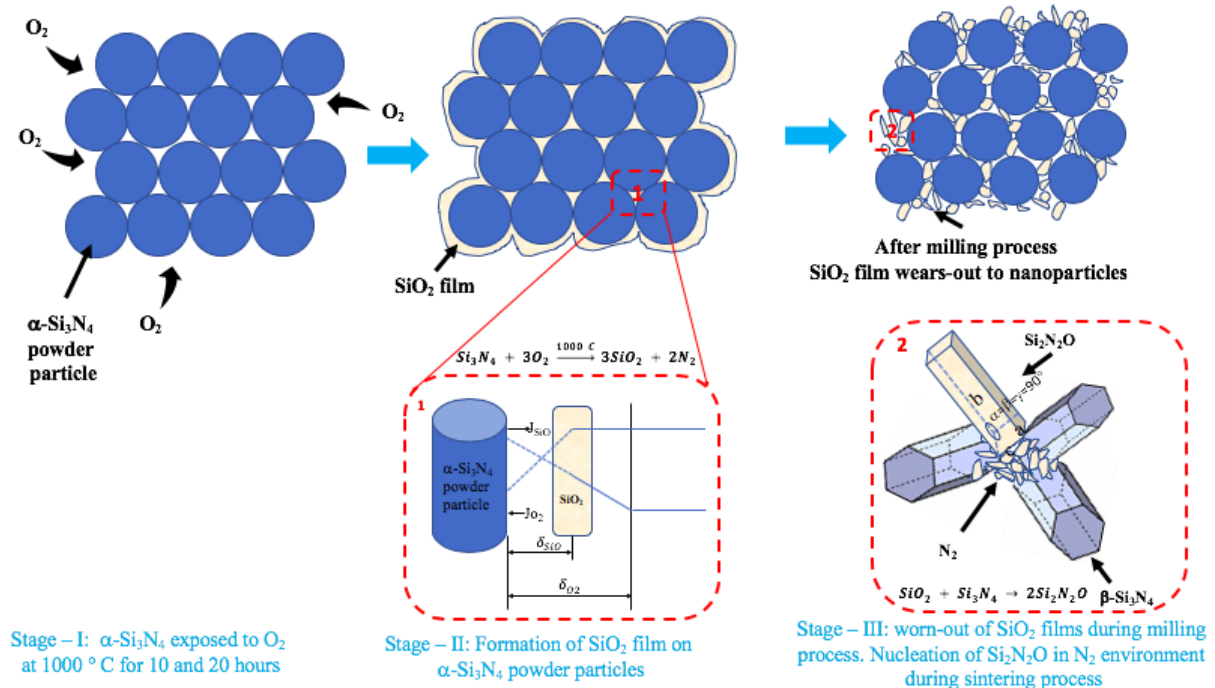 O₂
O₂
O₂
O₂
α-Si₃N₄
powder
particle
SiO₂ film
1
2
After milling process
SiO₂ film wears-out to nanoparticles
Si₃N₄ + 3O₂ →(1000 C) 3SiO₂ + 2N₂
1
J_SiO
α-Si₃N₄
powder
particle
SiO₂
Jo₂
δ_SiO
δ_O2
2
Si₂N₂O
b
α=β=γ=90°
a
c
N₂
β-Si₃N₄
SiO₂ + Si₃N₄ → 2Si₂N₂O
Stage – I: α-Si₃N₄ exposed to O₂
at 1000 ° C for 10 and 20 hours
Stage – II: Formation of SiO₂ film on
α-Si₃N₄ powder particles
Stage – III: worn-out of SiO₂ films during milling
process. Nucleation of Si₂N₂O in N₂ environment
during sintering process